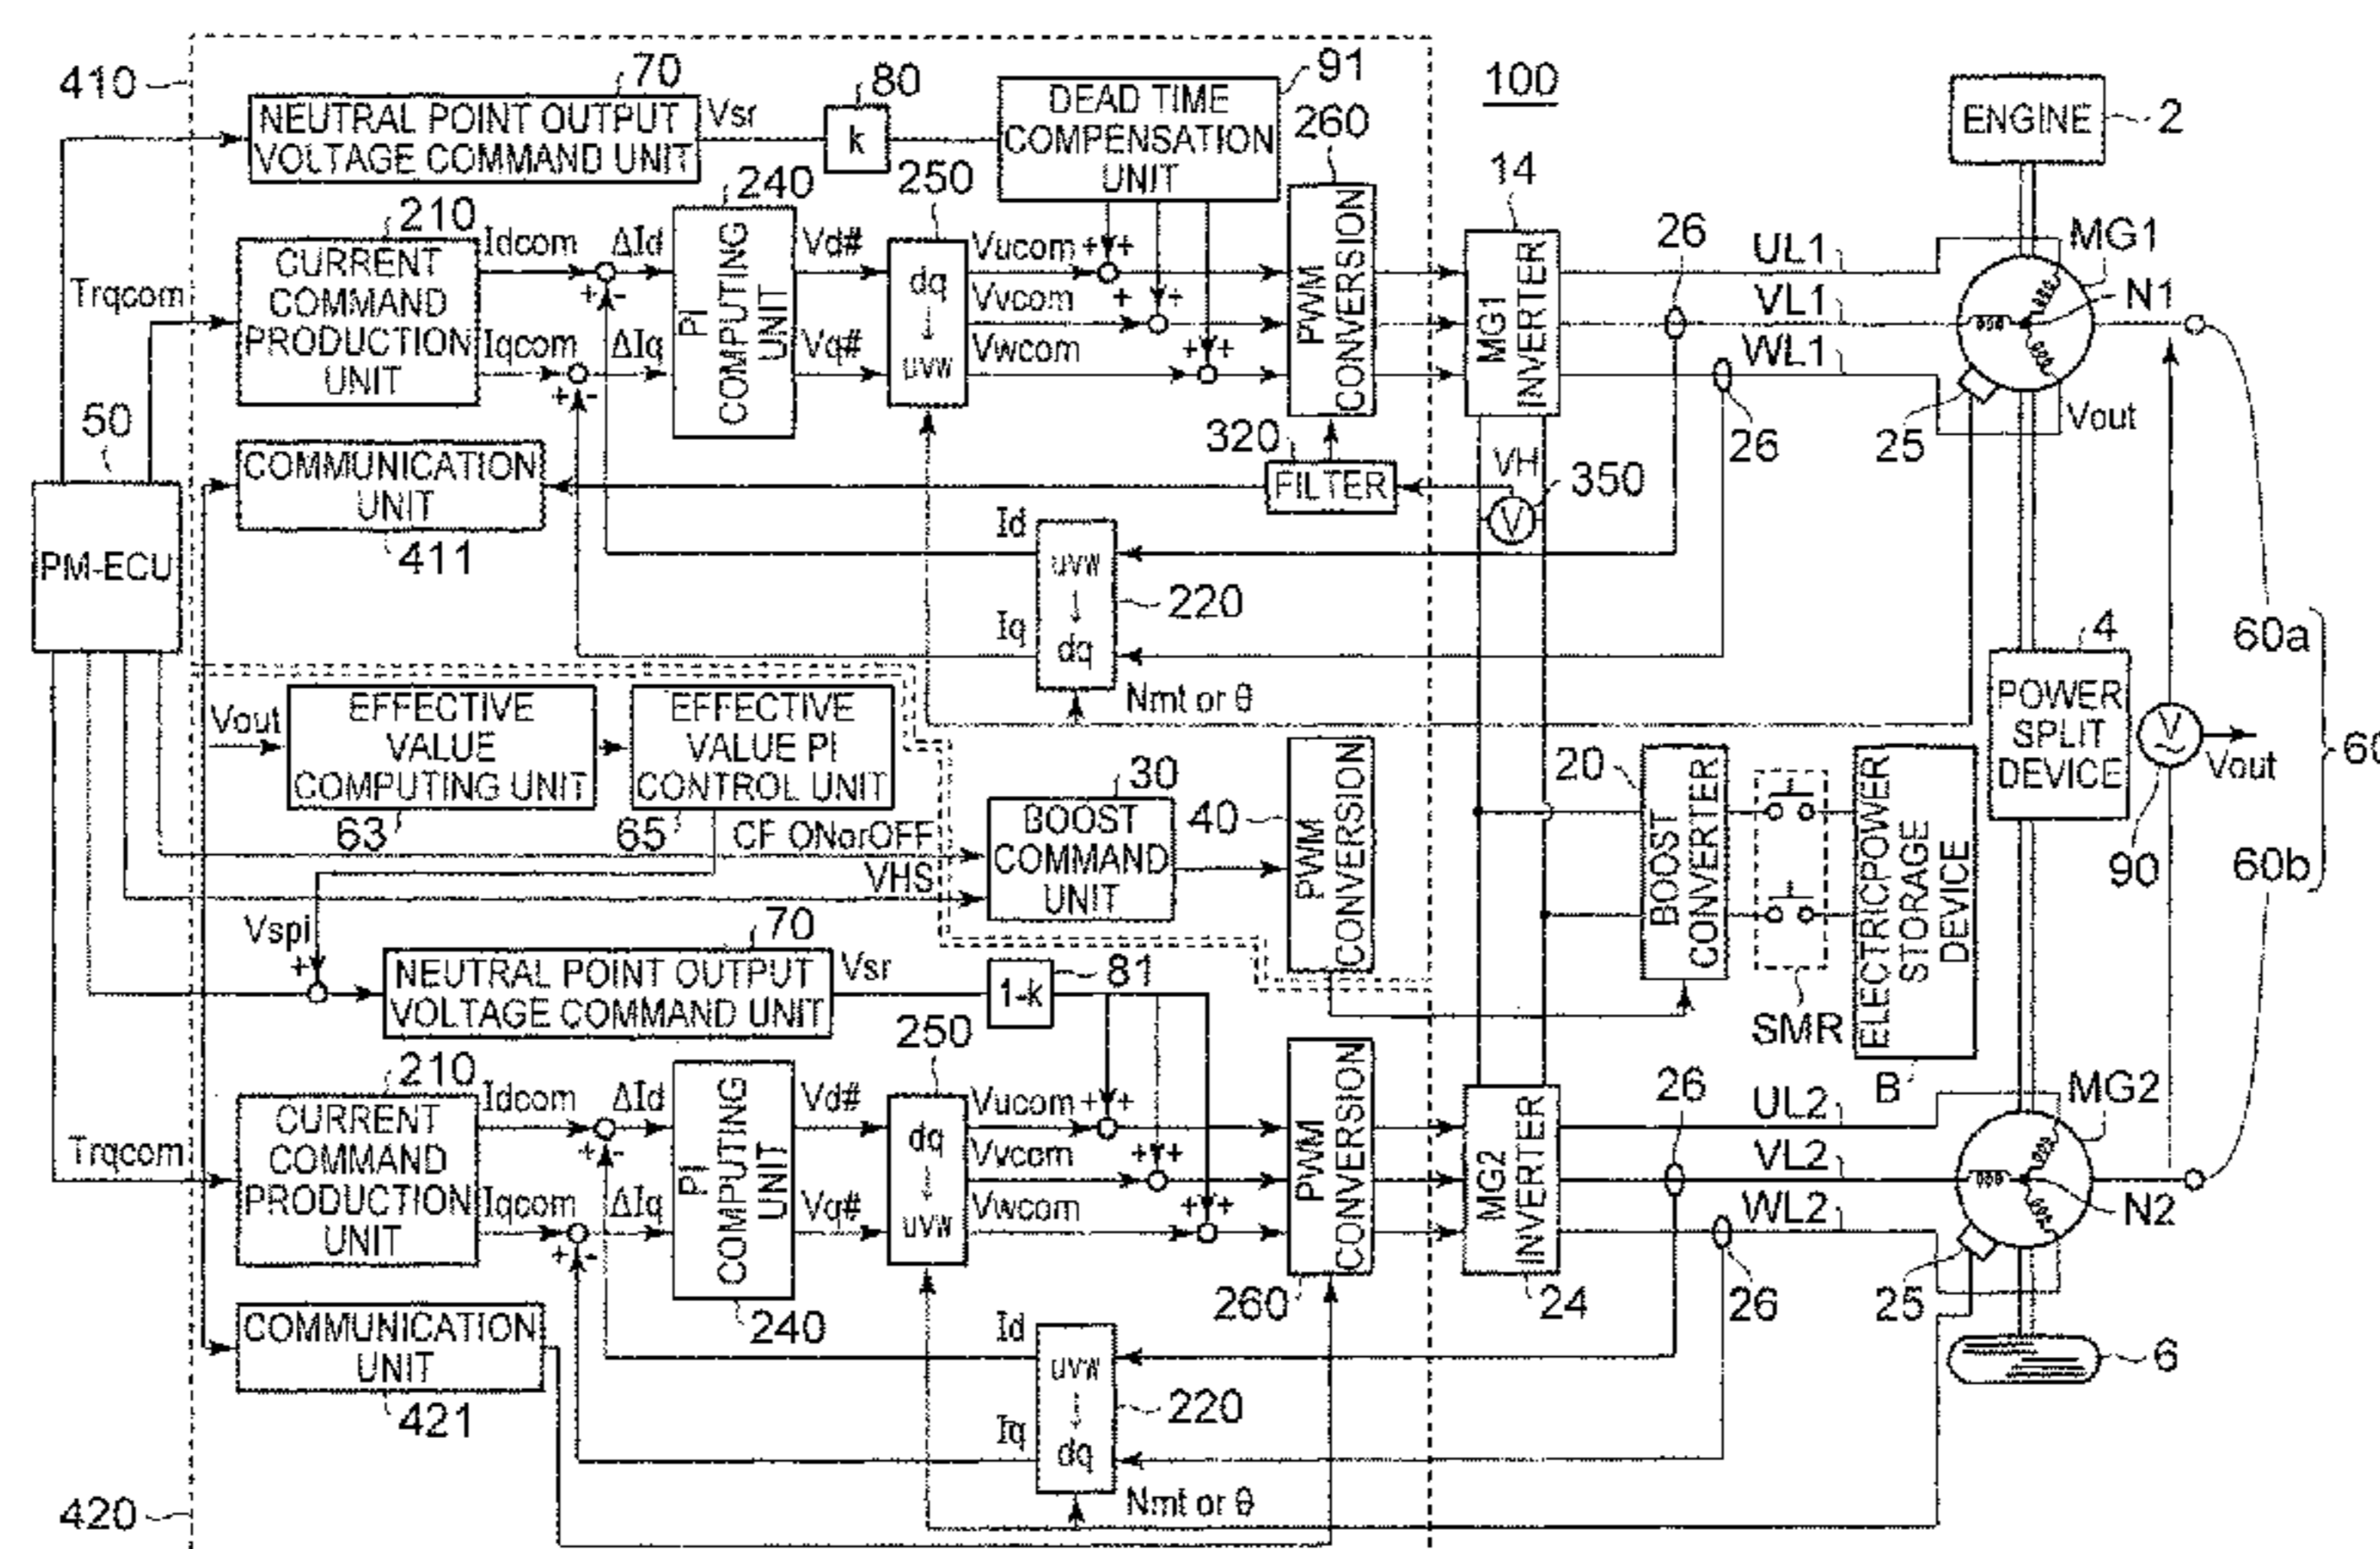 410
70
80
91
100
NEUTRAL POINT OUTPUT
VOLTAGE COMMAND UNIT
Vsr
k
DEAD TIME
COMPENSATION
UNIT
260
14
ENGINE
2
210
240
250
Trqcom
CURRENT
COMMAND
PRODUCTION
UNIT
Idcom
ΔId
Iqcom
ΔIq
+ -
+ -
PI
COMPUTING
UNIT
Vd#
Vq#
dq
↓
uvw
Vucom
Vvcom
Vwcom
+ +
+ +
+ +
PWM
CONVERSION
MG1
INVERTER
26
UL1
VL1
WL1
26
MG1
N1
25
Vout
50
PM-ECU
COMMUNICATION
UNIT
411
320
FILTER
VH
V
350
Id
Iq
uvw
↓
dq
220
Nmt or θ
60a
60
60b
4
POWER
SPLIT
DEVICE
V
Vout
90
Vout
EFFECTIVE
VALUE
COMPUTING UNIT
63
EFFECTIVE
VALUE PI
CONTROL UNIT
65
CF ONorOFF
VHS
30
BOOST
COMMAND
UNIT
40
PWM
CONVERSION
20
BOOST
CONVERTER
SMR
ELECTRICPOWER
STORAGE
DEVICE
B
Vspi
+
70
NEUTRAL POINT OUTPUT
VOLTAGE COMMAND UNIT
Vsr
1-k
81
210
250
Trqcom
CURRENT
COMMAND
PRODUCTION
UNIT
Idcom
ΔId
Iqcom
ΔIq
+ -
+ -
PI
COMPUTING
UNIT
240
Vd#
Vq#
dq
↓
uvw
Vucom
Vvcom
Vwcom
+ +
+ +
+ +
PWM
CONVERSION
260
MG2
INVERTER
24
26
UL2
VL2
WL2
26
MG2
N2
25
6
COMMUNICATION
UNIT
421
Id
Iq
uvw
↓
dq
220
Nmt or θ
420